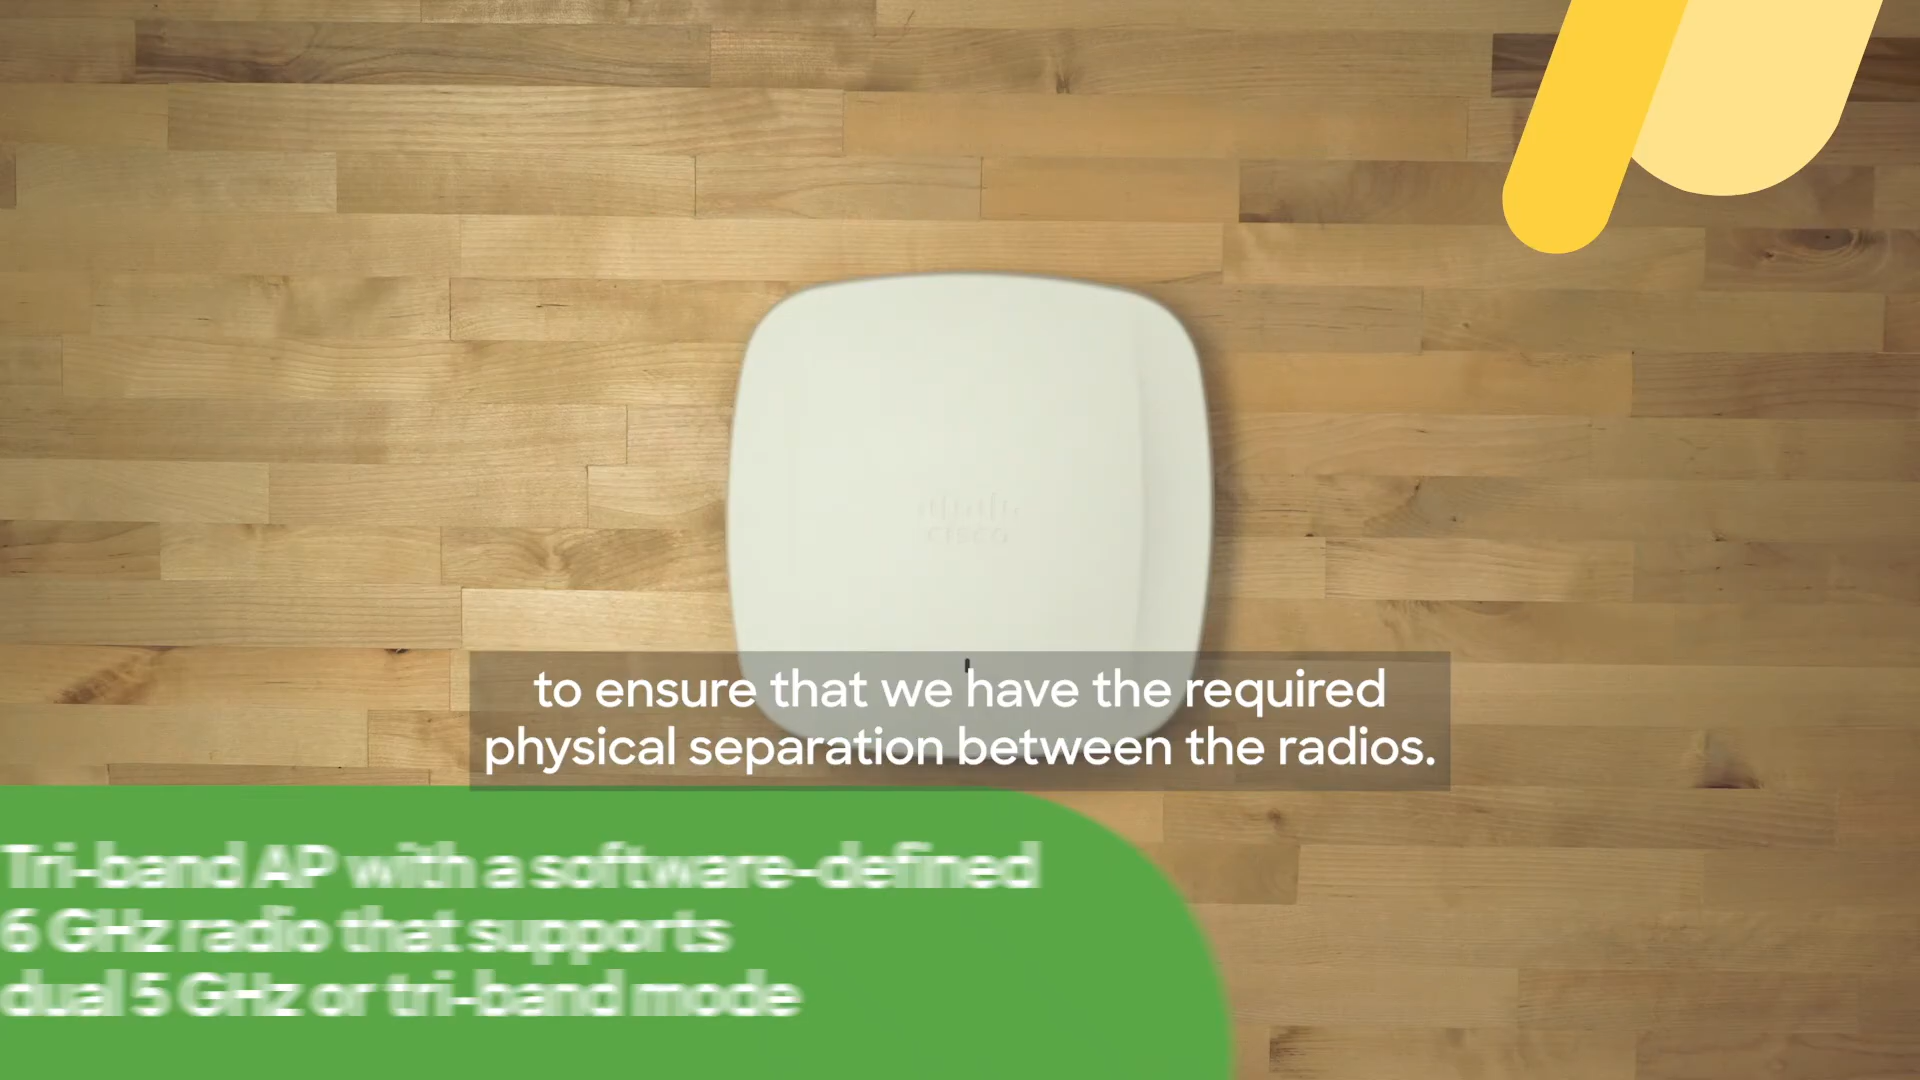 CISCO
to ensure that we have the required
physical separation between the radios.
Tri-band AP with a software-defined
6 GHz radio that supports
dual 5 GHz or tri-band mode